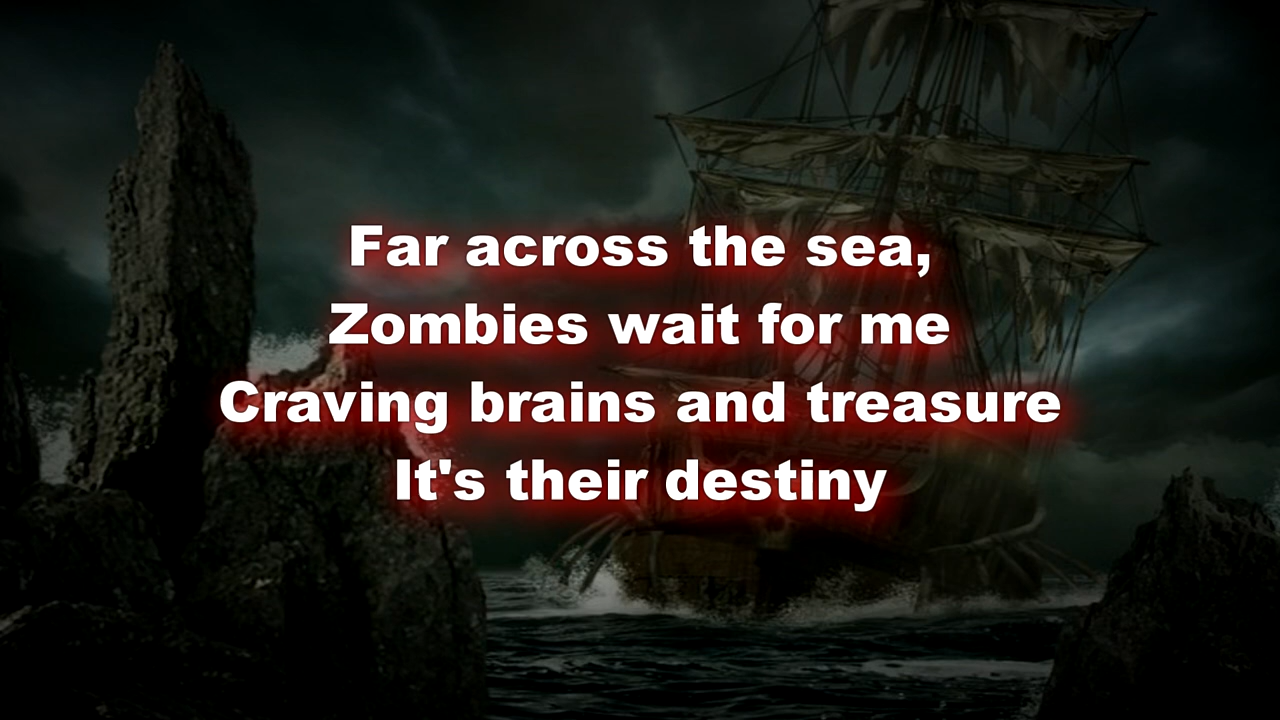 Far across the sea,
Zombies wait for me
Craving brains and treasure
It's their destiny